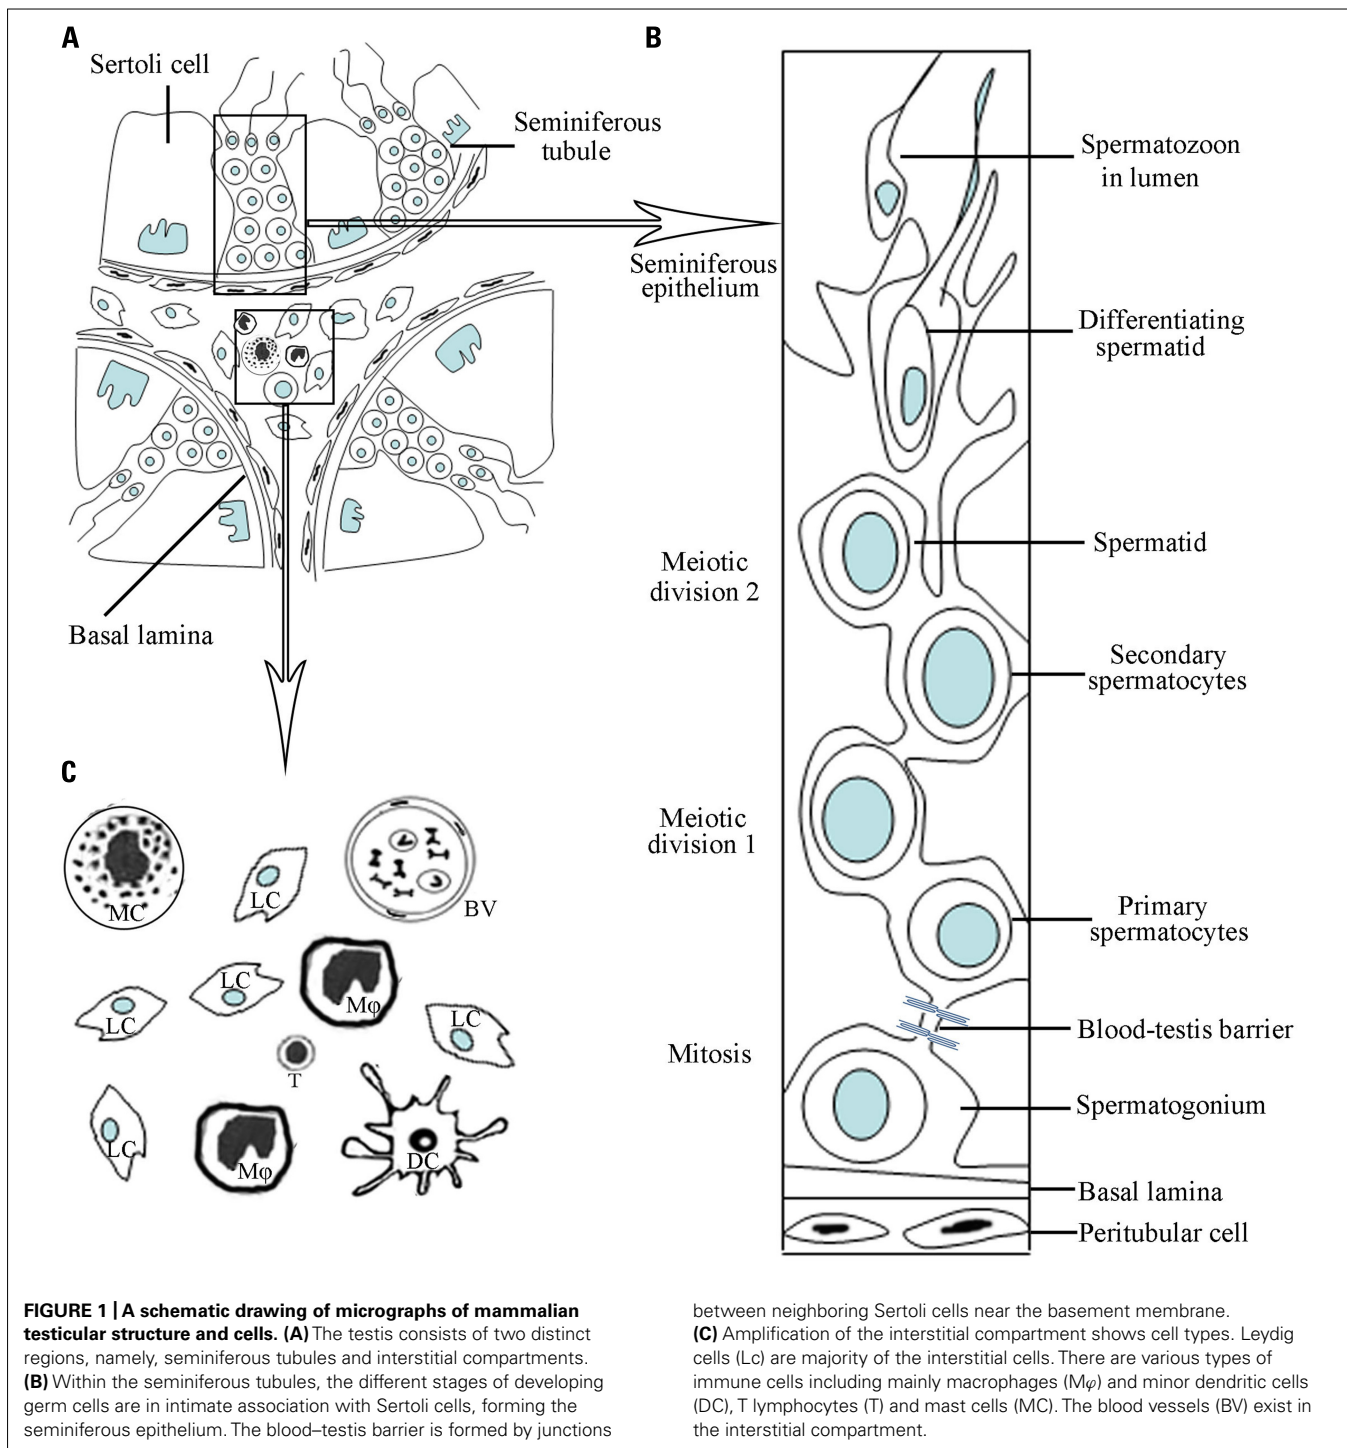 A
Sertoli cell
Seminiferous
tubule
Seminiferous
epithelium
Basal lamina
B
Spermatozoon
in lumen
Differentiating
spermatid
Meiotic
division 2
Spermatid
Secondary
spermatocytes
Meiotic
division 1
Primary
spermatocytes
Blood-testis barrier
Mitosis
Spermatogonium
Basal lamina
Peritubular cell
C
MC
LC
BV
LC
Mφ
LC
LC
T
LC
Mφ
DC
FIGURE 1 | A schematic drawing of micrographs of mammalian
testicular structure and cells. (A) The testis consists of two distinct
regions, namely, seminiferous tubules and interstitial compartments.
(B) Within the seminiferous tubules, the different stages of developing
germ cells are in intimate association with Sertoli cells, forming the
seminiferous epithelium. The blood–testis barrier is formed by junctions
between neighboring Sertoli cells near the basement membrane.
(C) Amplification of the interstitial compartment shows cell types. Leydig
cells (Lc) are majority of the interstitial cells. There are various types of
immune cells including mainly macrophages (Mφ) and minor dendritic cells
(DC), T lymphocytes (T) and mast cells (MC). The blood vessels (BV) exist in
the interstitial compartment.